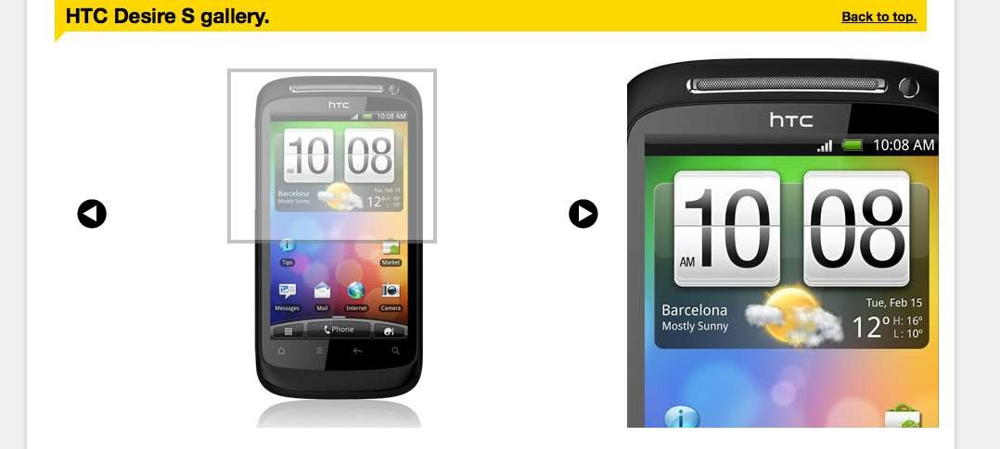 HTC Desire S gallery.
Back to top.
hTC
10:08 AM
10 08
AM
Barcelona
Mostly Sunny
Tue, Feb 15
12° H: 16°
L: 10°
Tips
Market
Messages Mail Internet Camera
Phone
hTC
10:08 AM
10 08
AM
Barcelona
Mostly Sunny
Tue, Feb 15
12° H: 16°
L: 10°